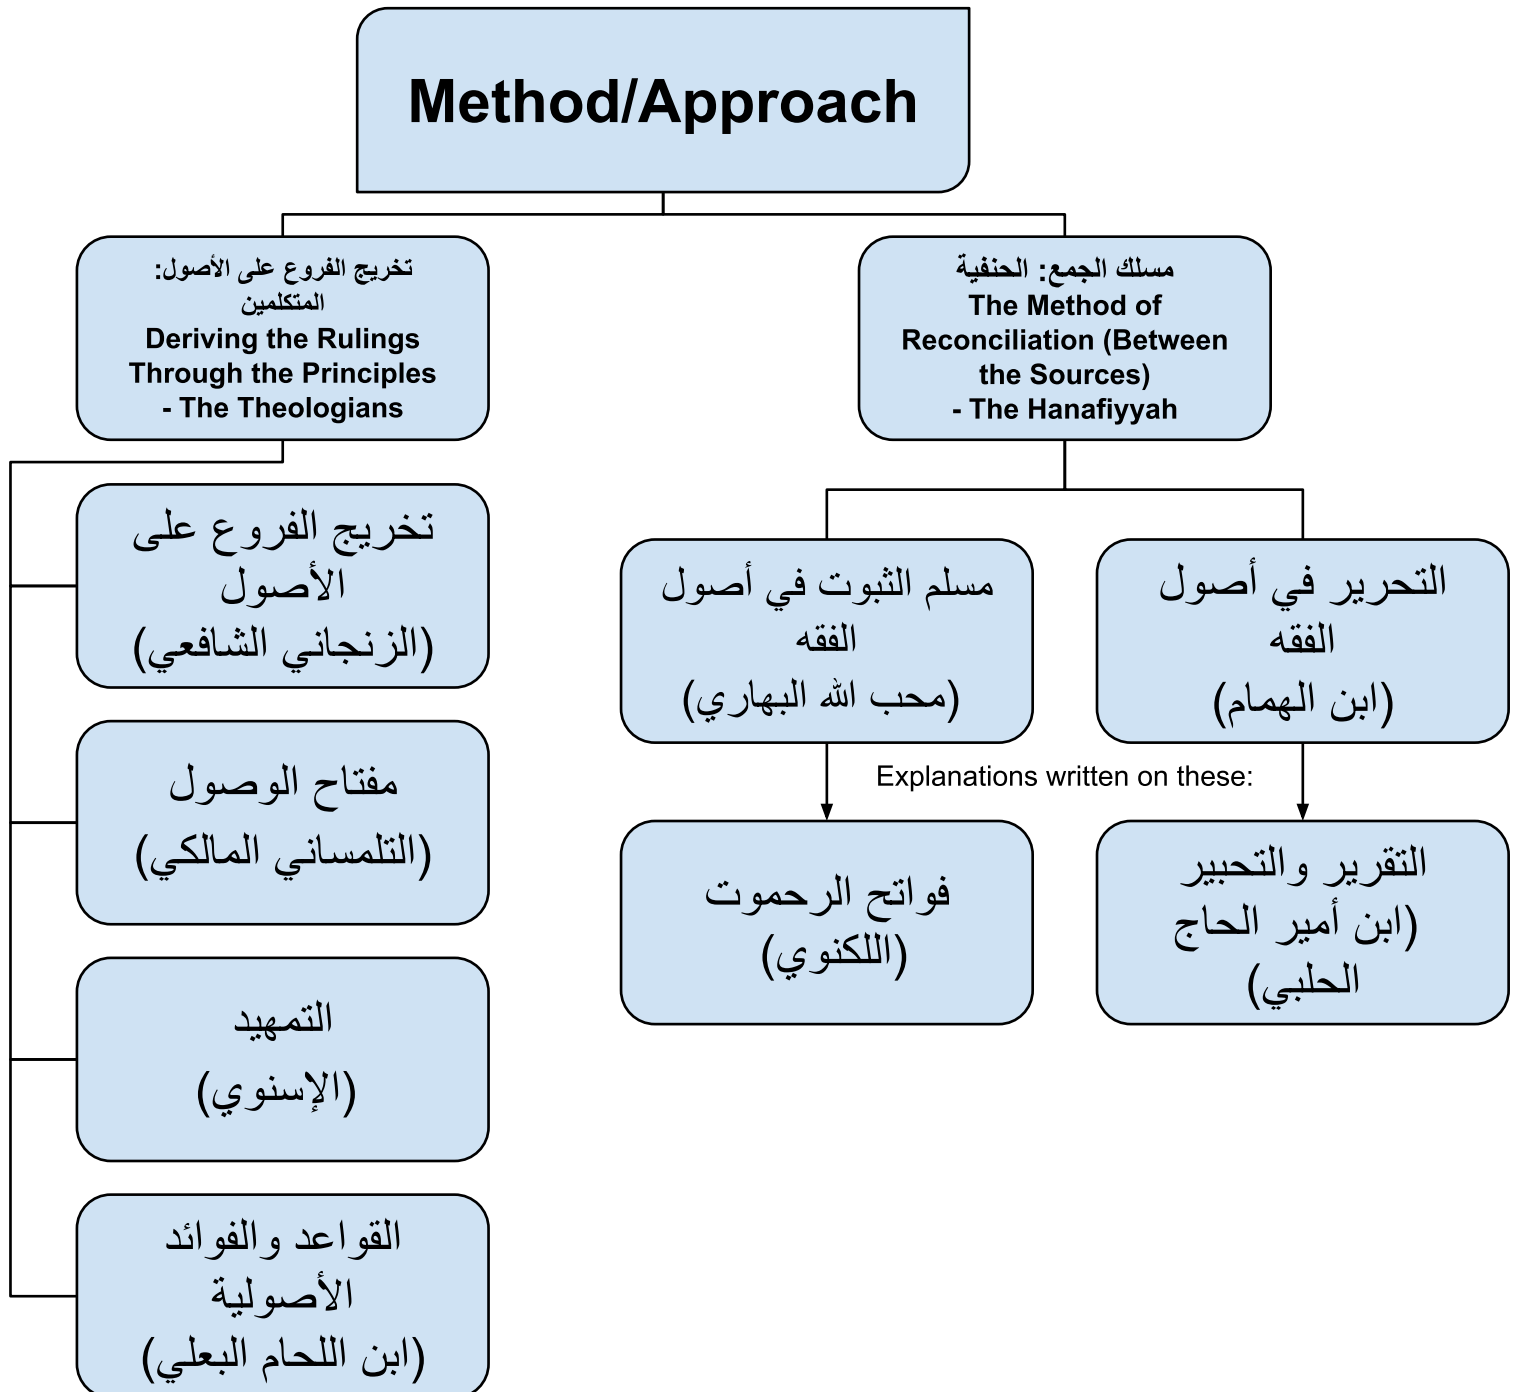 Method/Approach
تخريج الفروع على الأصول:
المتكلمين
Deriving the Rulings
Through the Principles
- The Theologians
تخريج الفروع على
الأصول
(الزنجاني الشافعي)
مفتاح الوصول
(التلمساني المالكي)
التمهيد
(الإسنوي)
القواعد والفوائد
الأصولية
(ابن اللحام البعلي)
مسلك الجمع: الحنفية
The Method of
Reconciliation (Between
the Sources)
- The Hanafiyyah
مسلم الثبوت في أصول
الفقه
(محب الله البهاري)
التحرير في أصول
الفقه
(ابن الهمام)
Explanations written on these:
فواتح الرحموت
(اللكنوي)
التقرير والتحبير
(ابن أمير الحاج
الحلبي)